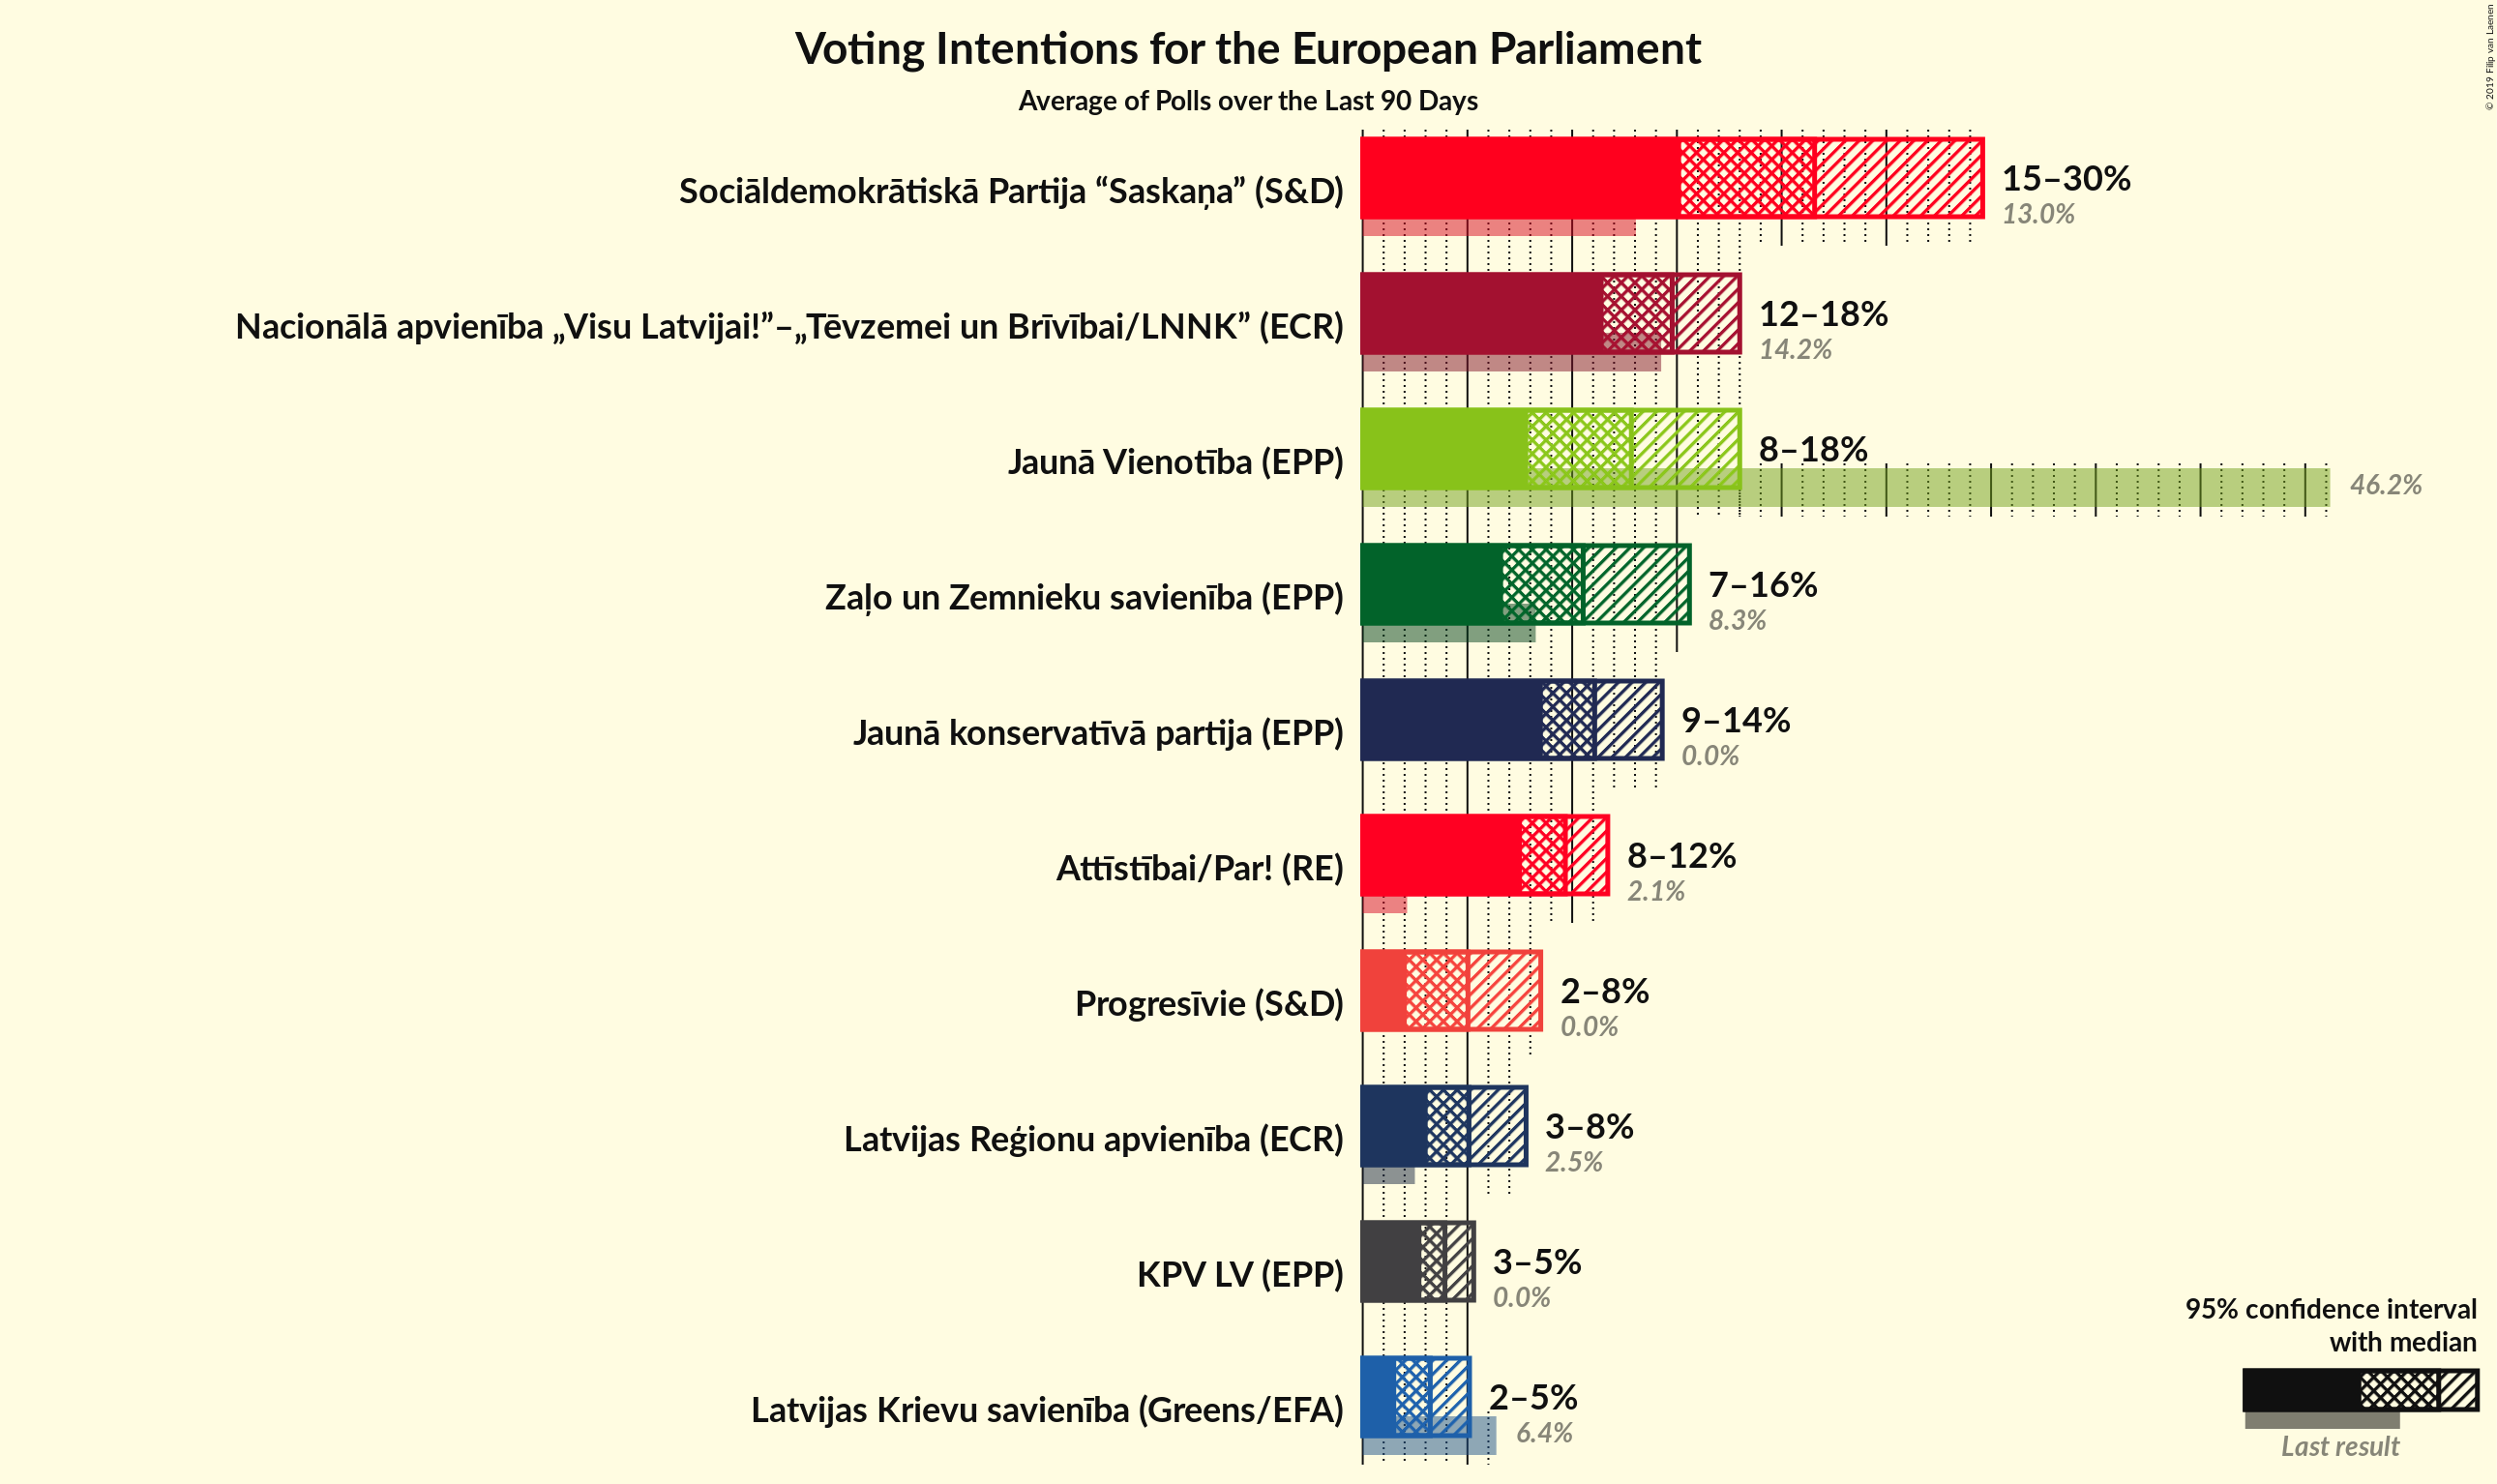 Voting Intentions for the European Parliament
Average of Polls over the Last 90 Days
© 2019 Filip van Laenen
Sociāldemokrātiskā Partija “Saskaņa” (S&D)
15–30%
13.0%
Nacionālā apvienība „Visu Latvijai!”–„Tēvzemei un Brīvībai/LNNK” (ECR)
12–18%
14.2%
Jaunā Vienotība (EPP)
8–18%
46.2%
Zaļo un Zemnieku savienība (EPP)
7–16%
8.3%
Jaunā konservatīvā partija (EPP)
9–14%
0.0%
Attīstībai/Par! (RE)
8–12%
2.1%
Progresīvie (S&D)
2–8%
0.0%
Latvijas Reģionu apvienība (ECR)
3–8%
2.5%
KPV LV (EPP)
3–5%
0.0%
Latvijas Krievu savienība (Greens/EFA)
2–5%
6.4%
95% confidence interval
with median
Last result